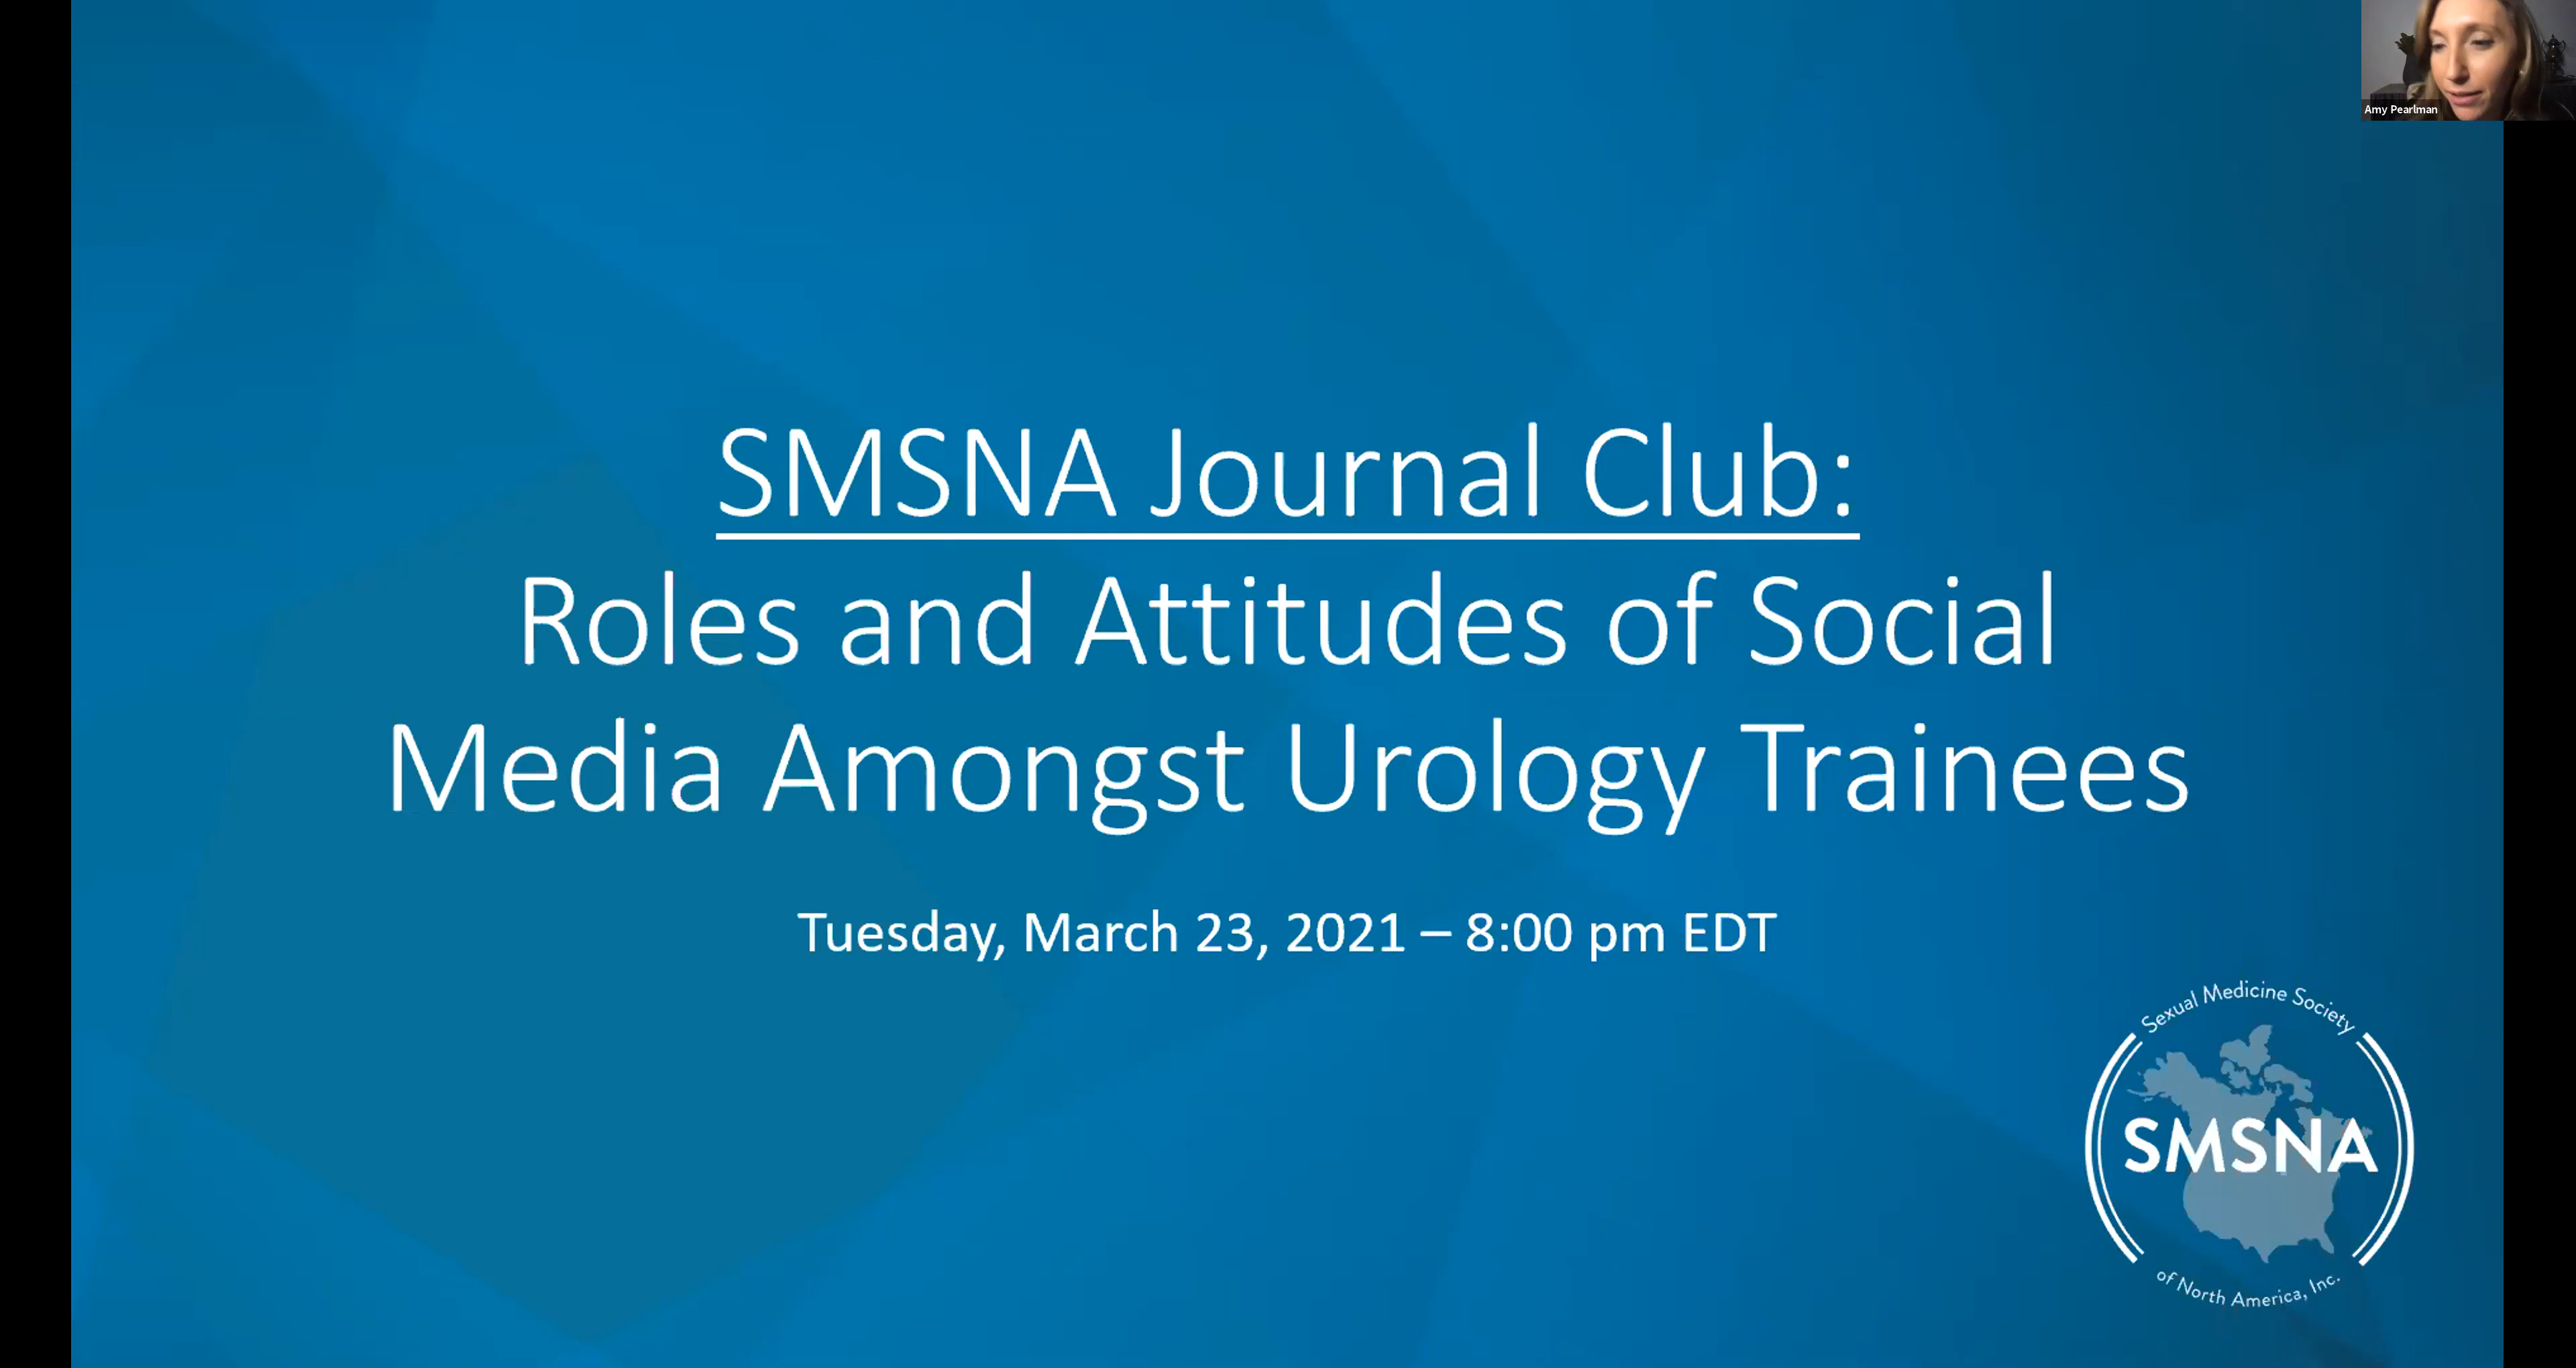 Amy Pearlman
SMSNA Journal Club:
Roles and Attitudes of Social
Media Amongst Urology Trainees
Tuesday, March 23, 2021 – 8:00 pm EDT
Sexual Medicine Society
SMSNA
of North America, Inc.